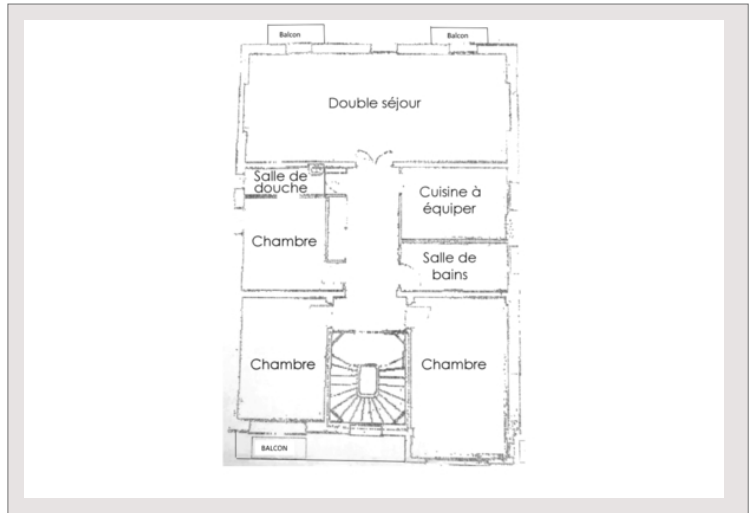 Balcon
Balcon
Double séjour
Salle de
douche
Cuisine à
équiper
Chambre
Salle de
bains
Chambre
Chambre
BALCON